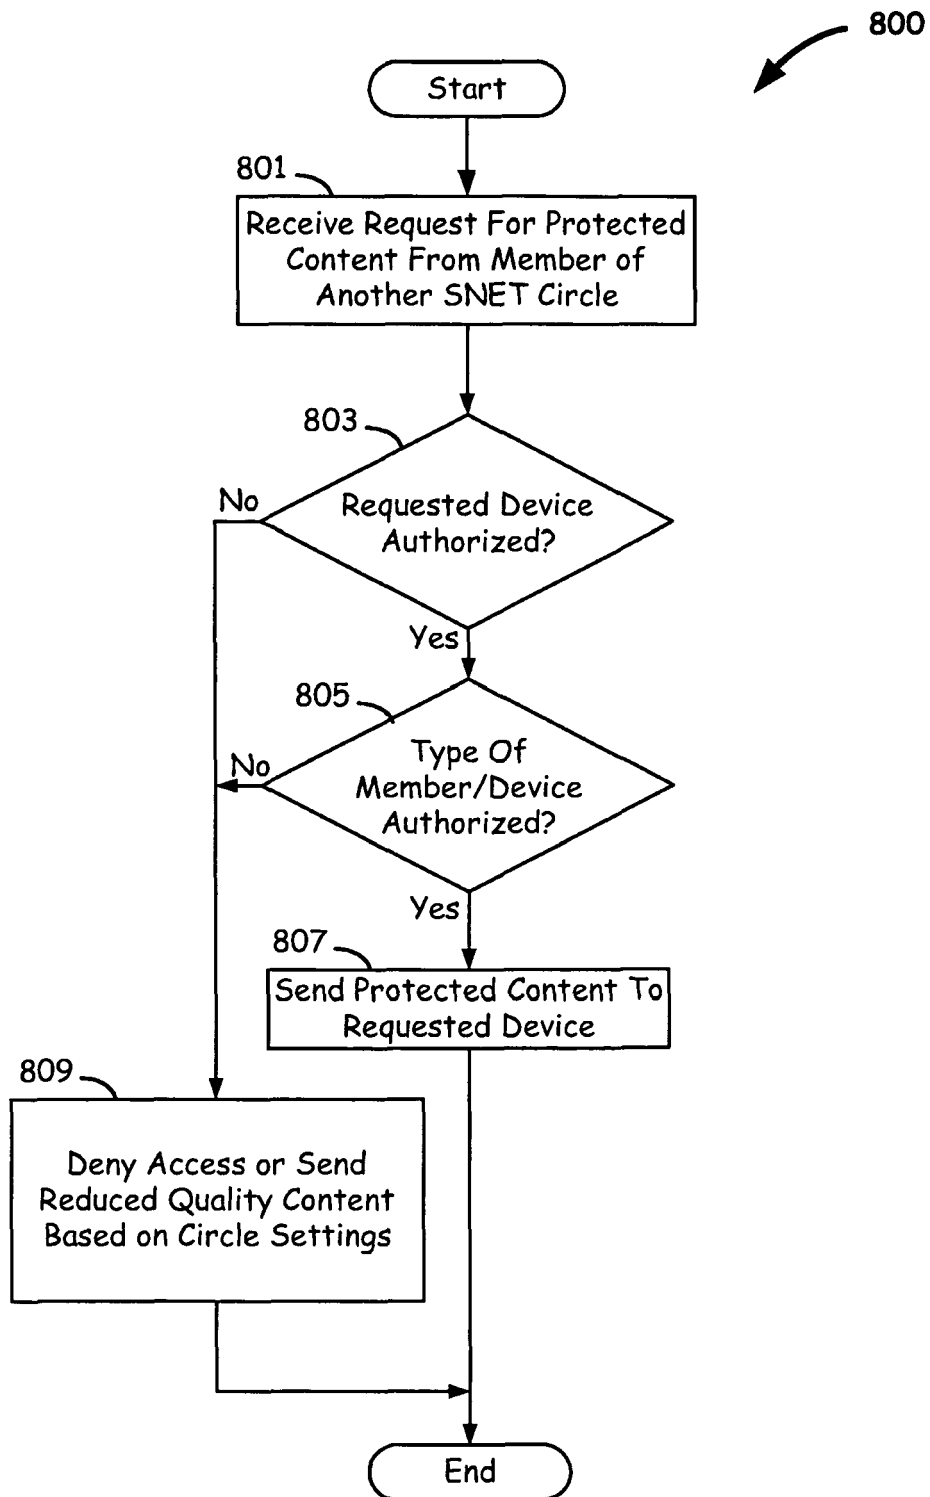 800
Start
801
Receive Request For Protected
Content From Member of
Another SNET Circle
803
No
Requested Device
Authorized?
Yes
805
No
Type Of
Member/Device
Authorized?
Yes
807
Send Protected Content To
Requested Device
809
Deny Access or Send
Reduced Quality Content
Based on Circle Settings
End